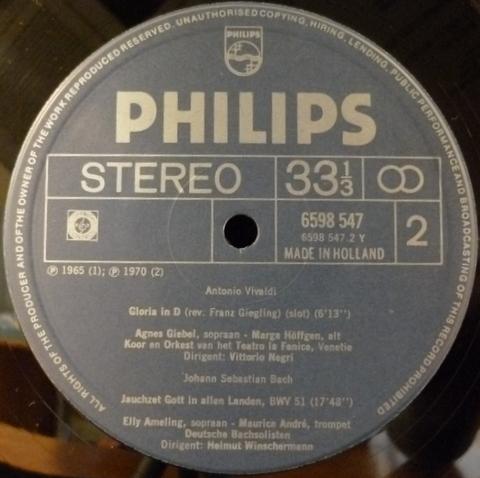 ALL RIGHTS OF THE PRODUCER AND OFTHE OWNER OF THE WORK REPRODUCED RESERVED. UNAUTHORISED COPYING, HIRING, LENDING, PUBLIC PERFORMANCE AND BROADCASTING OF THIS RECORD PROHIBITED
PHILIPS
PHILIPS
STEREO
33 1/3
6598 547
6598 547.2 Y
MADE IN HOLLAND
2
℗ 1965 (1); ℗ 1970 (2)
Antonio Vivaldi
Gloria in D (rev. Franz Giegling) (slot) (6'13'')
Agnes Giebel, sopraan - Marga Höffgen, alt
Koor en Orkest van het Teatro la Fenice, Venetie
Dirigent: Vittorio Negri
Johann Sebastian Bach
Jauchzet Gott in allen Landen, BWV 51 (17'48'')
Elly Ameling, sopraan - Maurice André, trompet
Deutsche Bachsolisten
Dirigent: Helmut Winschermann